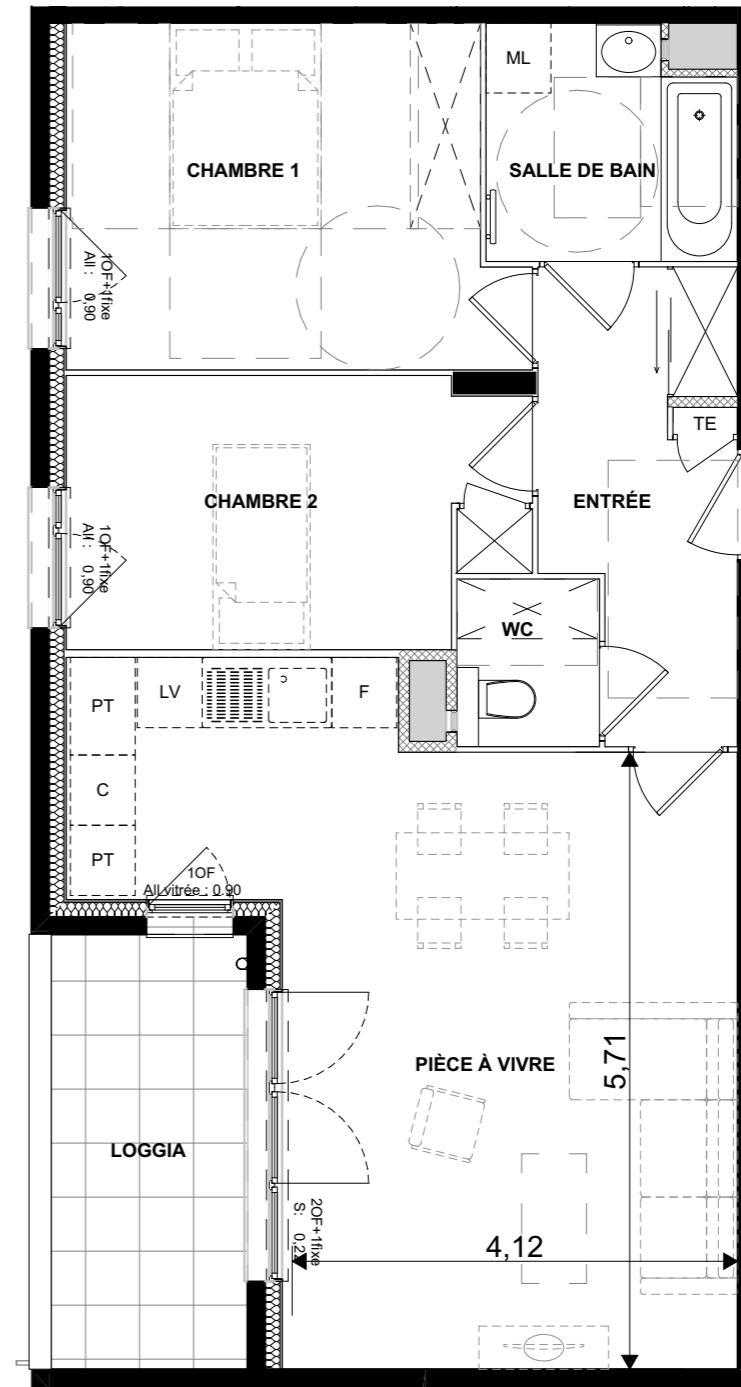 ML
CHAMBRE 1
SALLE DE BAIN
1OF+1fixe
All : 0,90
TE
CHAMBRE 2
ENTRÉE
1OF+1fixe
All : 0,90
WC
PT
LV
F
C
PT
1OF
All vitrée : 0.90
PIÈCE À VIVRE
5,71
LOGGIA
2OF+1fixe
S: 0,22
4,12